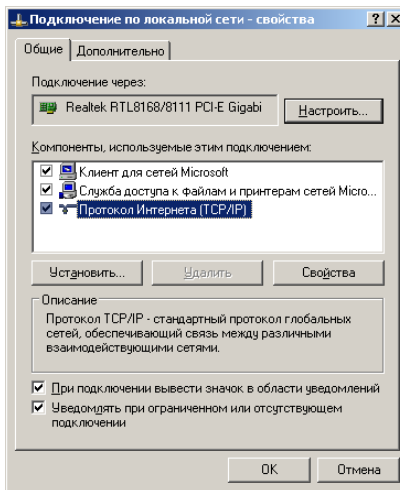 Подключение по локальной сети - свойства
Общие Дополнительно
Подключение через:
Realtek RTL8168/8111 PCI-E Gigabi Настроить...
Компоненты, используемые этим подключением:
Клиент для сетей Microsoft
Служба доступа к файлам и принтерам сетей Micro...
Протокол Интернета (TCP/IP)
Установить... Удалить Свойства
Описание
Протокол TCP/IP - стандартный протокол глобальных
сетей, обеспечивающий связь между различными
взаимодействующими сетями.
При подключении вывести значок в области уведомлений
Уведомлять при ограниченном или отсутствующем
подключении
OK Отмена